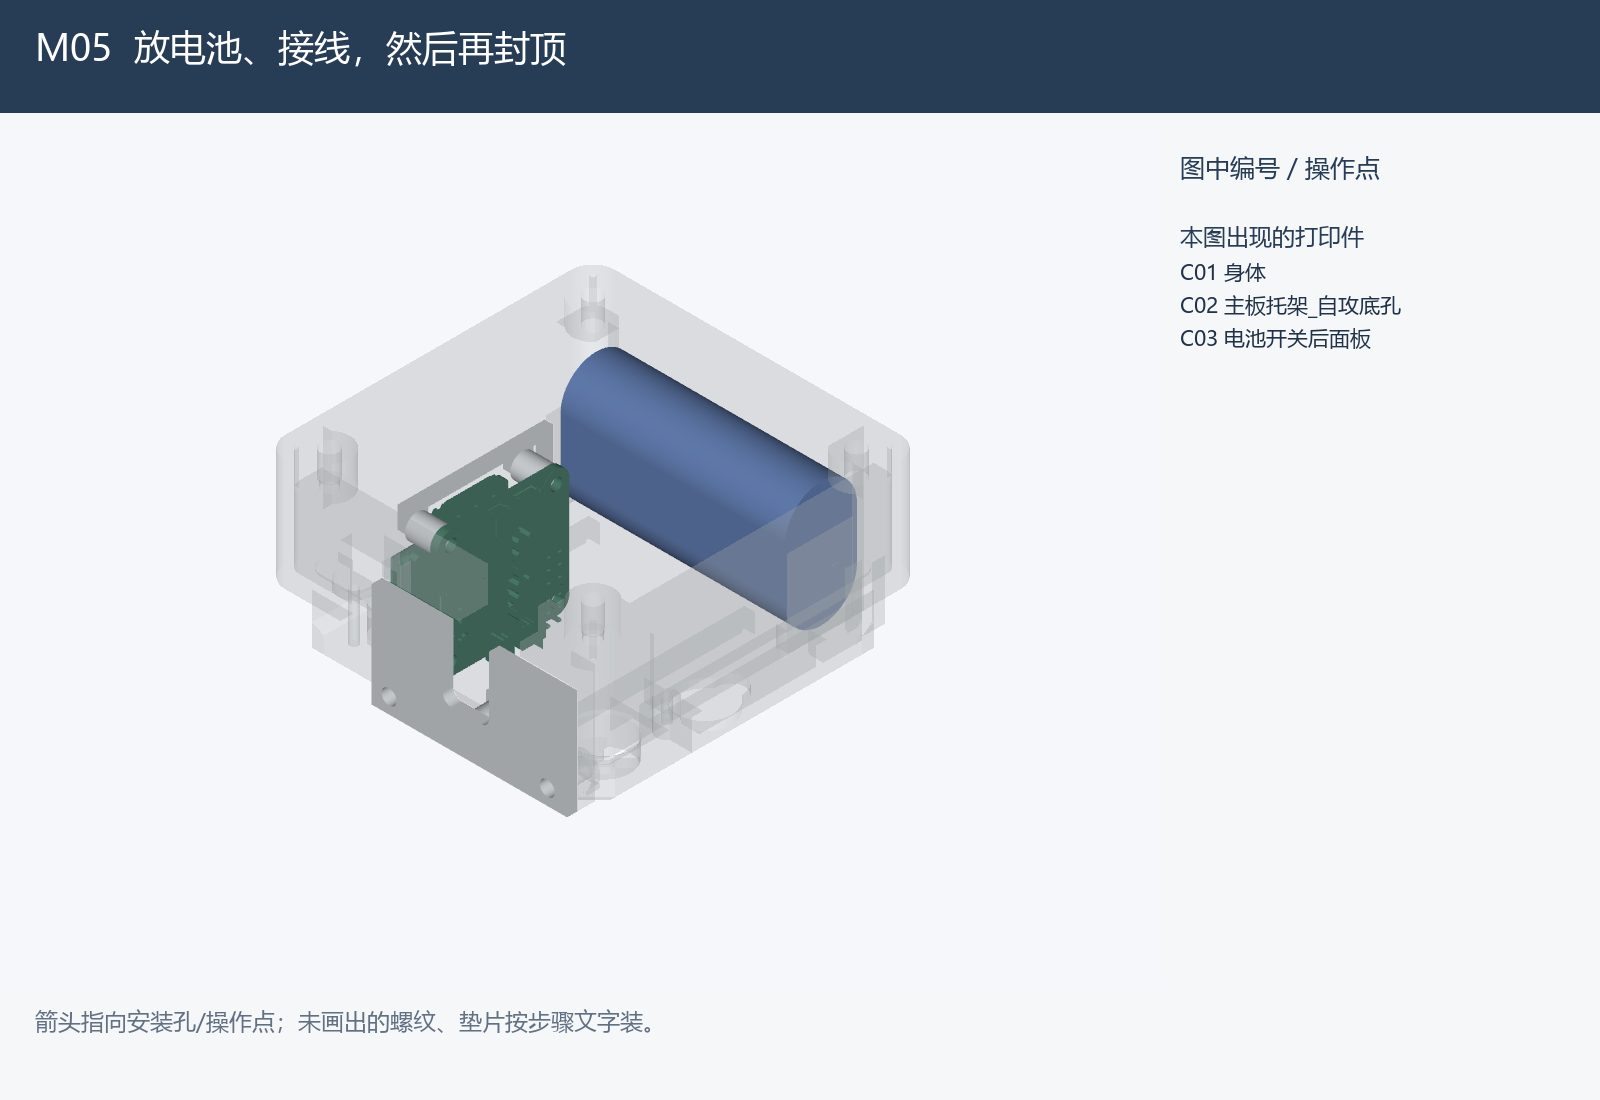 M05 放电池、接线，然后再封顶
图中编号 / 操作点
本图出现的打印件
C01 身体
C02 主板托架_自攻底孔
C03 电池开关后面板
箭头指向安装孔/操作点；未画出的螺纹、垫片按步骤文字装。